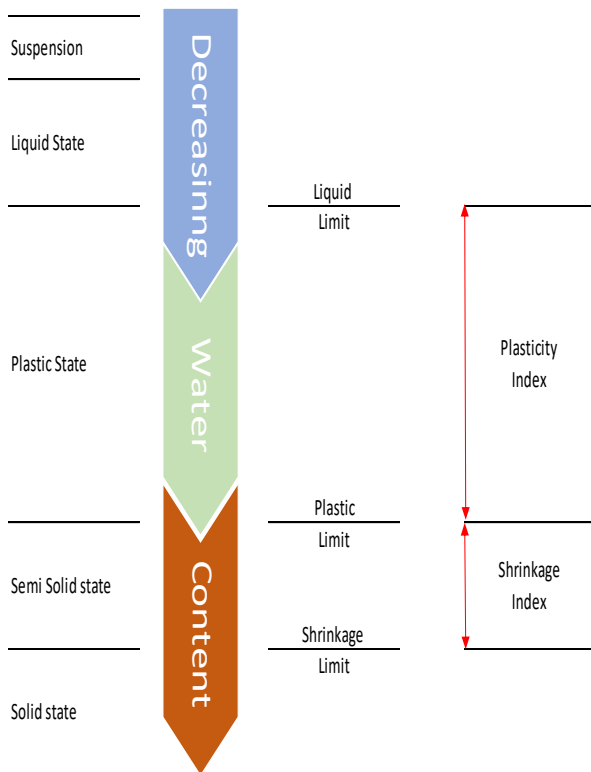 Suspension
Liquid State
Plastic State
Semi Solid state
Solid state
Decreasinng
Water
Content
Liquid
Limit
Plastic
Limit
Shrinkage
Limit
Plasticity
Index
Shrinkage
Index